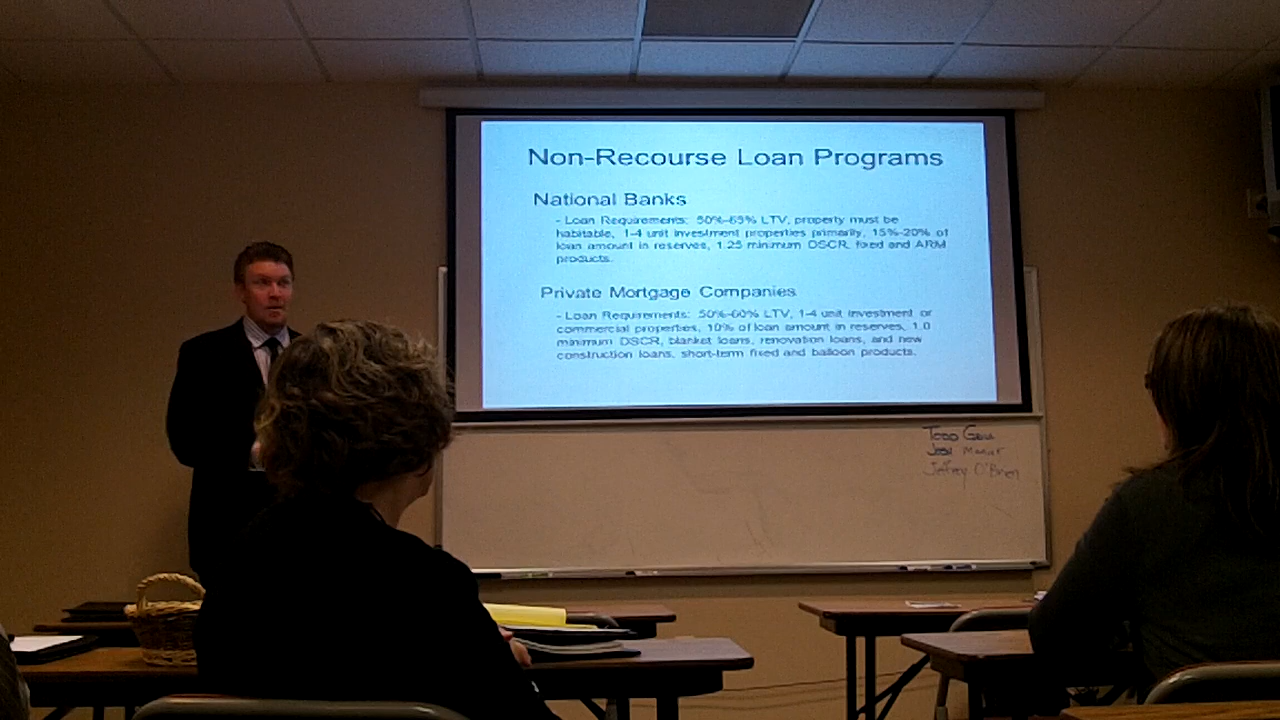 Non-Recourse Loan Programs
National Banks
- Loan Requirements: 50%-65% LTV, property must be
habitable, 1-4 unit investment properties primarily, 15%-20% of
loan amount in reserves, 1.25 minimum DSCR, fixed and ARM
products.
Private Mortgage Companies
- Loan Requirements: 50%-60% LTV, 1-4 unit investment or
commercial properties, 10% of loan amount in reserves, 1.0
minimum DSCR, blanket loans, renovation loans, and new
construction loans, short-term fixed and balloon products.
Todd
Josh
Jeffrey O'Brien